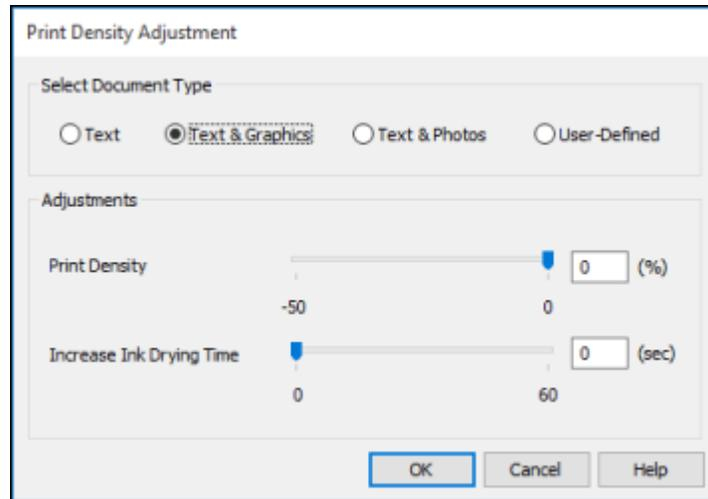 Print Density Adjustment
Select Document Type
Text Text & Graphics Text & Photos User-Defined
Adjustments
Print Density 0 (%)
-50 0
Increase Ink Drying Time 0 (sec)
0 60
OK Cancel Help